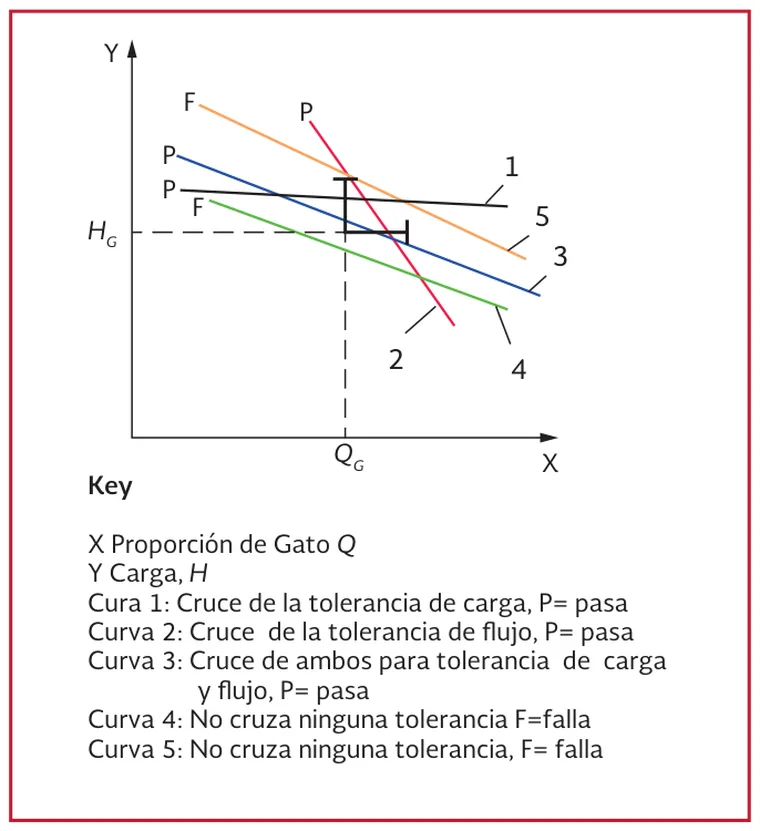 Y
F
P
P
1
P
F
5
H_G
3
2
4
Q_G
X
Key
X Proporción de Gato Q
Y Carga, H
Cura 1: Cruce de la tolerancia de carga, P= pasa
Curva 2: Cruce de la tolerancia de flujo, P= pasa
Curva 3: Cruce de ambos para tolerancia de carga
y flujo, P= pasa
Curva 4: No cruza ninguna tolerancia F=falla
Curva 5: No cruza ninguna tolerancia, F= falla